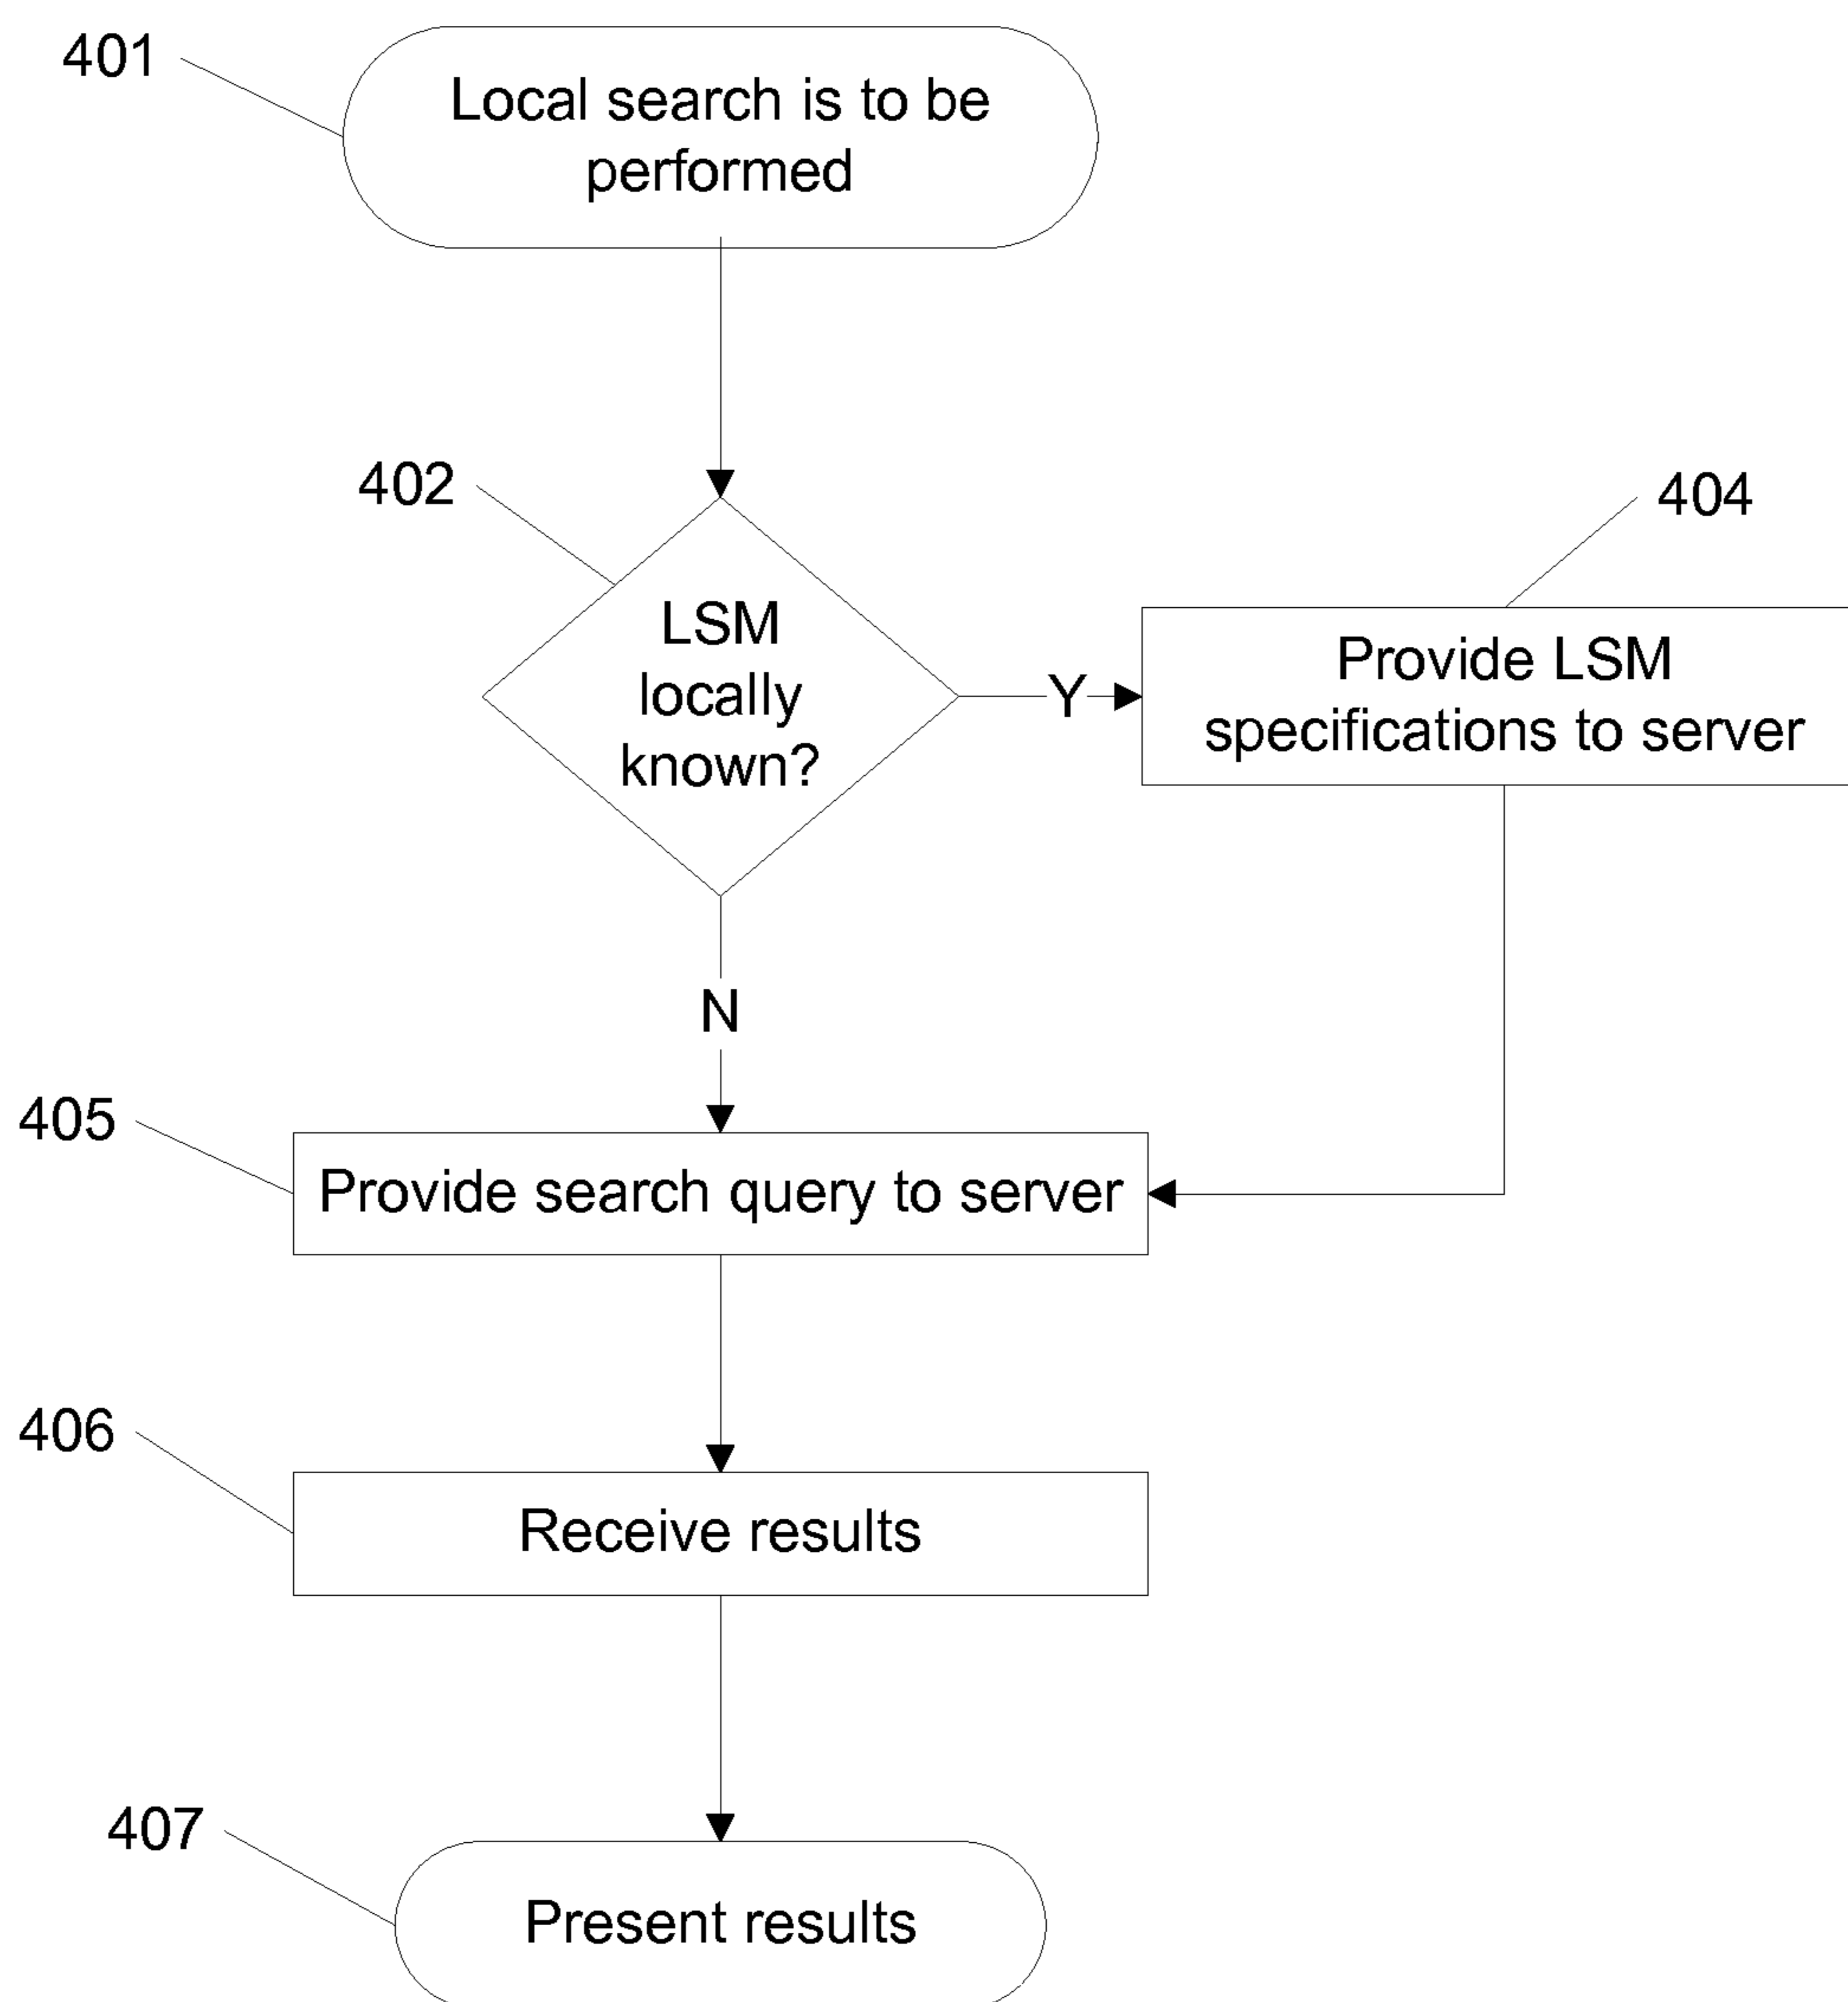 401
Local search is to be
performed
402
LSM
locally
known?
Y
404
Provide LSM
specifications to server
N
405
Provide search query to server
406
Receive results
407
Present results